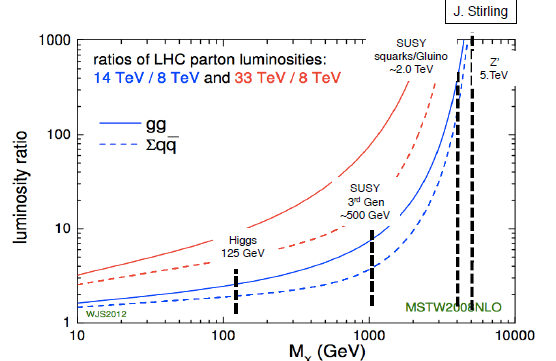 J. Stirling
ratios of LHC parton luminosities:
14 TeV / 8 TeV and 33 TeV / 8 TeV
gg
Σqq̅
SUSY
squarks/Gluino
~2.0 TeV
Z'
5.TeV
SUSY
3rd Gen
~500 GeV
Higgs
125 GeV
WJS2012
MSTW2008NLO
luminosity ratio
1000
100
10
1
10
100
1000
10000
Mx (GeV)